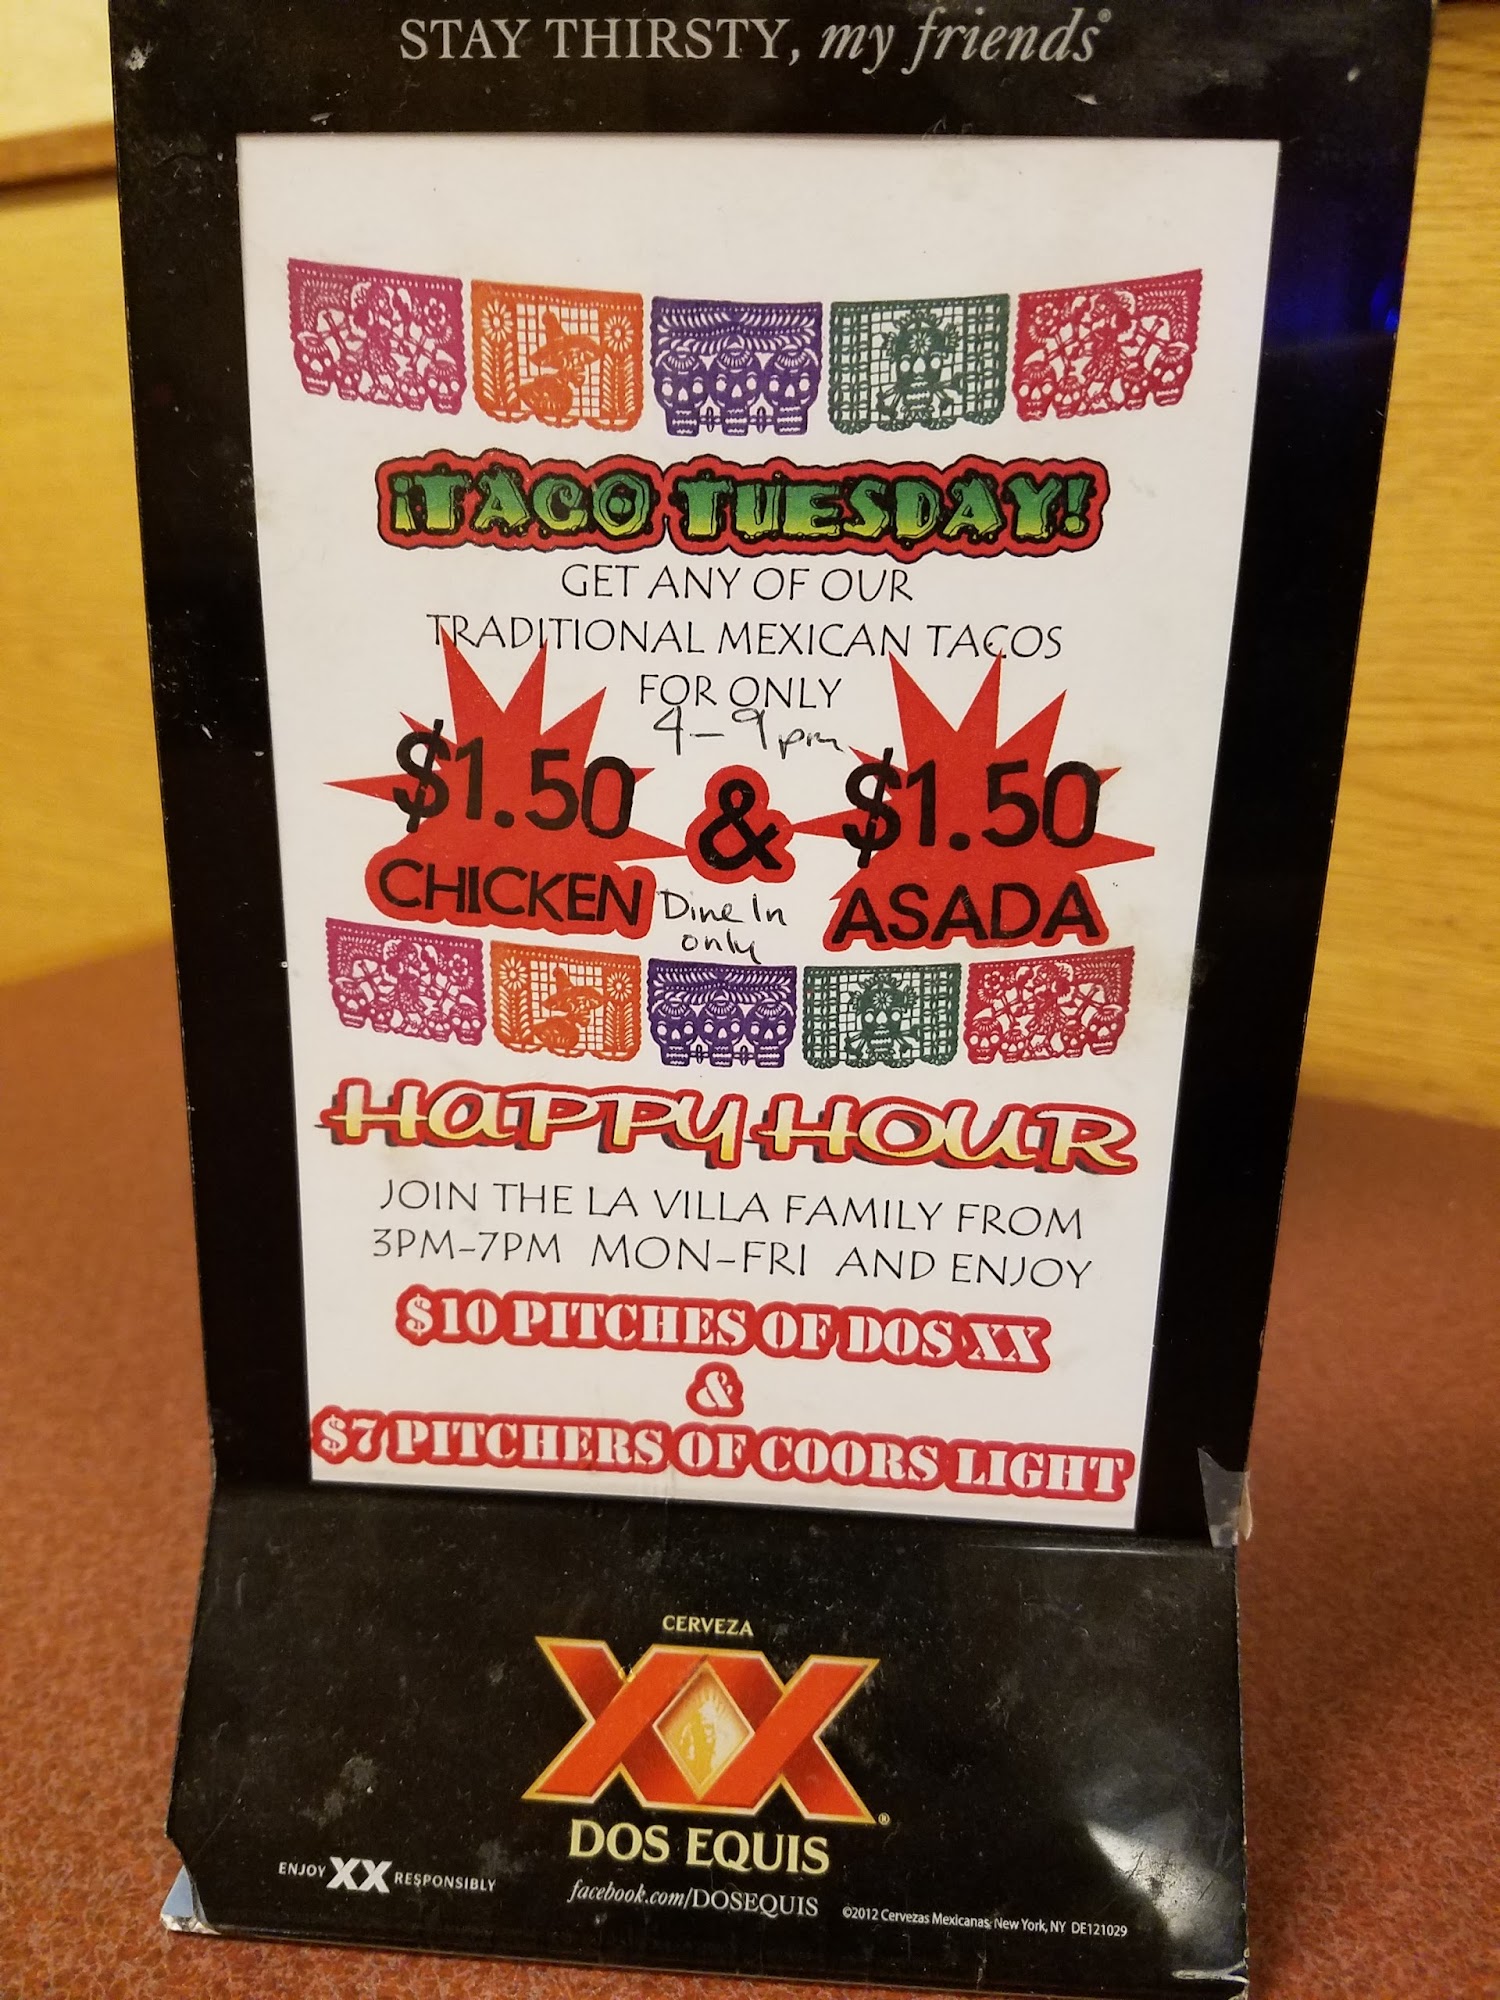 STAY THIRSTY, my friends®
¡TACO TUESDAY!
GET ANY OF OUR
TRADITIONAL MEXICAN TACOS
FOR ONLY
4-9pm
$1.50 & $1.50
CHICKEN Dine In only ASADA
HAPPY HOUR
JOIN THE LA VILLA FAMILY FROM
3PM-7PM MON-FRI AND ENJOY
$10 PITCHES OF DOS XX
&
$7 PITCHERS OF COORS LIGHT
CERVEZA
XX®
DOS EQUIS
ENJOY XX RESPONSIBLY
facebook.com/DOSEQUIS
©2012 Cervezas Mexicanas, New York, NY DE121029